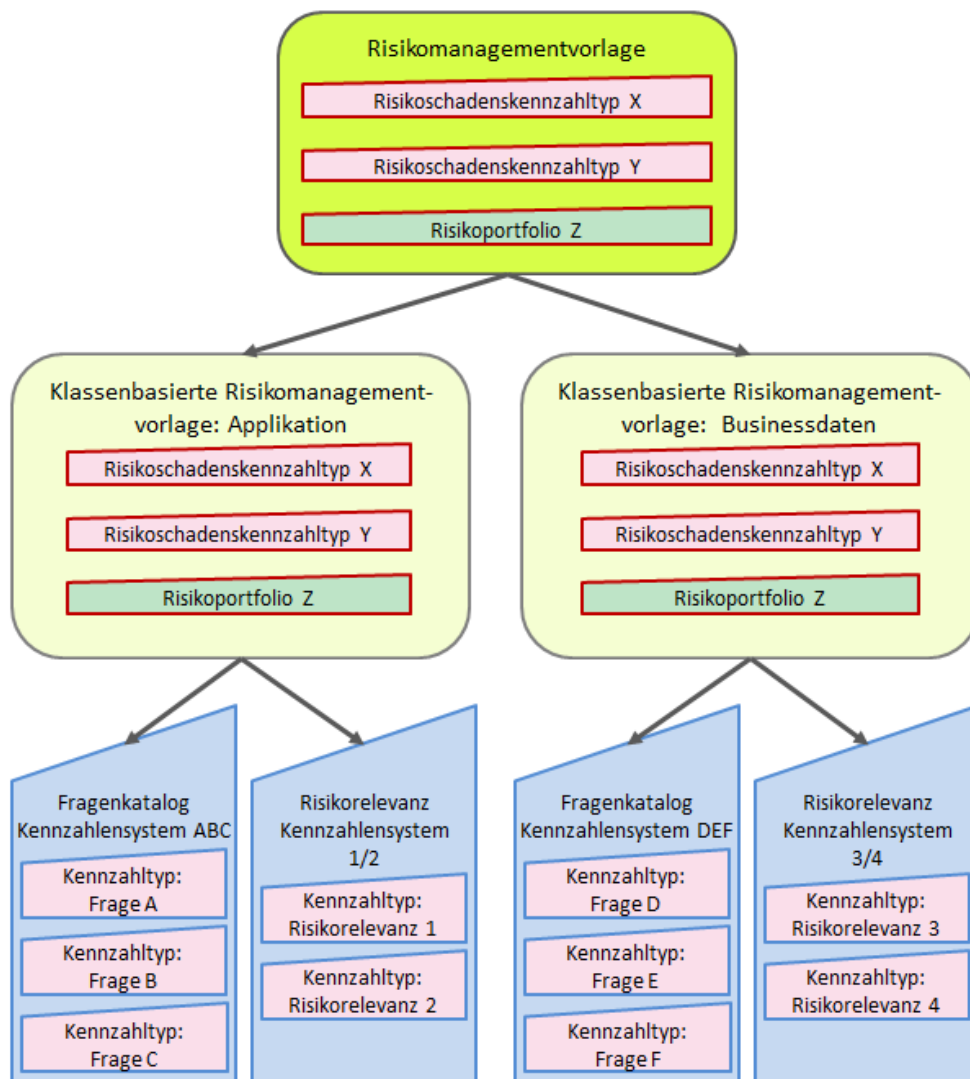 Risikomanagementvorlage
Risikoschadenskennzahltyp X
Risikoschadenskennzahltyp Y
Risikoportfolio Z
Klassenbasierte Risikomanagement-
vorlage: Applikation
Risikoschadenskennzahltyp X
Risikoschadenskennzahltyp Y
Risikoportfolio Z
Klassenbasierte Risikomanagement-
vorlage: Businessdaten
Risikoschadenskennzahltyp X
Risikoschadenskennzahltyp Y
Risikoportfolio Z
Fragenkatalog
Kennzahlensystem ABC
Kennzahltyp:
Frage A
Kennzahltyp:
Frage B
Kennzahltyp:
Frage C
Risikorelevanz
Kennzahlensystem
1/2
Kennzahltyp:
Risikorelevanz 1
Kennzahltyp:
Risikorelevanz 2
Fragenkatalog
Kennzahlensystem DEF
Kennzahltyp:
Frage D
Kennzahltyp:
Frage E
Kennzahltyp:
Frage F
Risikorelevanz
Kennzahlensystem
3/4
Kennzahltyp:
Risikorelevanz 3
Kennzahltyp:
Risikorelevanz 4